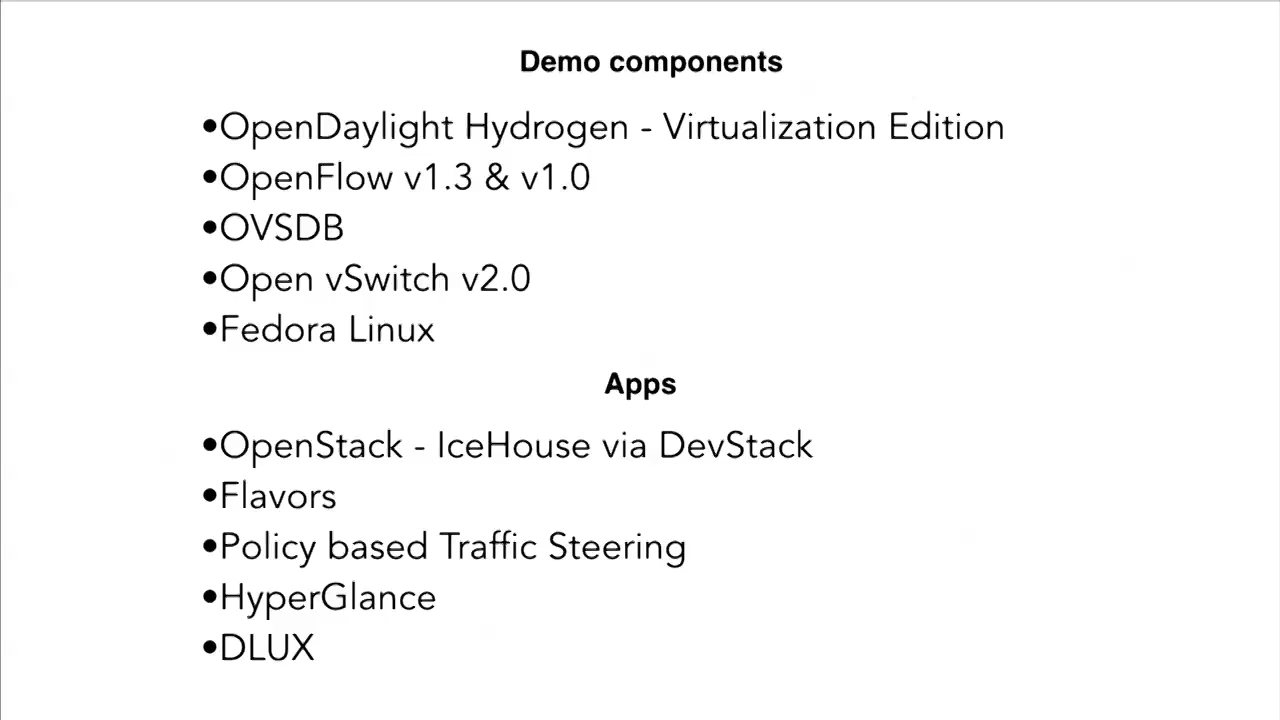 Demo components
•OpenDaylight Hydrogen - Virtualization Edition
•OpenFlow v1.3 & v1.0
•OVSDB
•Open vSwitch v2.0
•Fedora Linux
Apps
•OpenStack - IceHouse via DevStack
•Flavors
•Policy based Traffic Steering
•HyperGlance
•DLUX